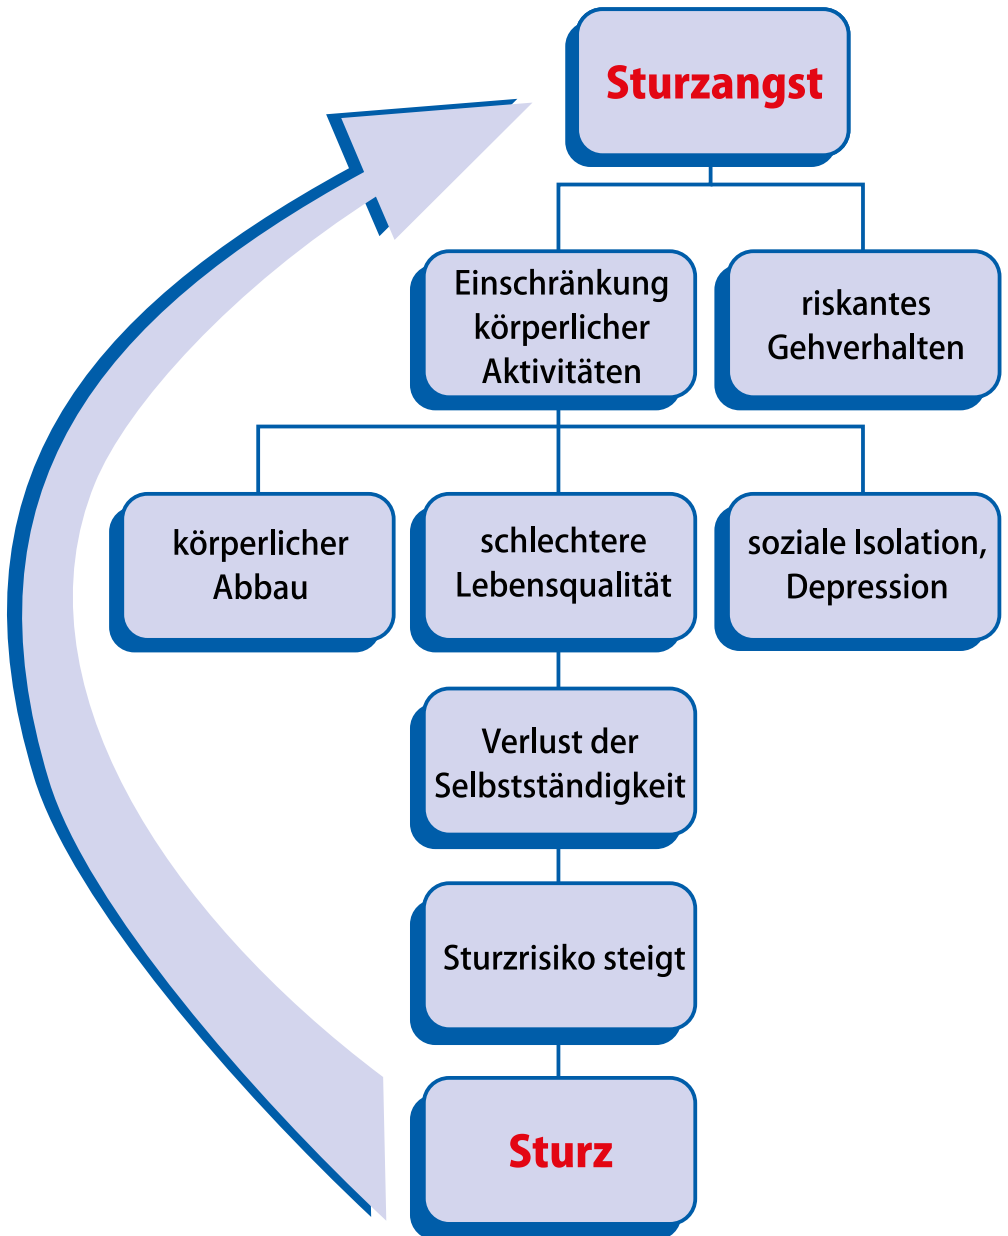 Sturzangst
Einschränkung
körperlicher
Aktivitäten
riskantes
Gehverhalten
körperlicher
Abbau
schlechtere
Lebensqualität
soziale Isolation,
Depression
Verlust der
Selbstständigkeit
Sturzrisiko steigt
Sturz